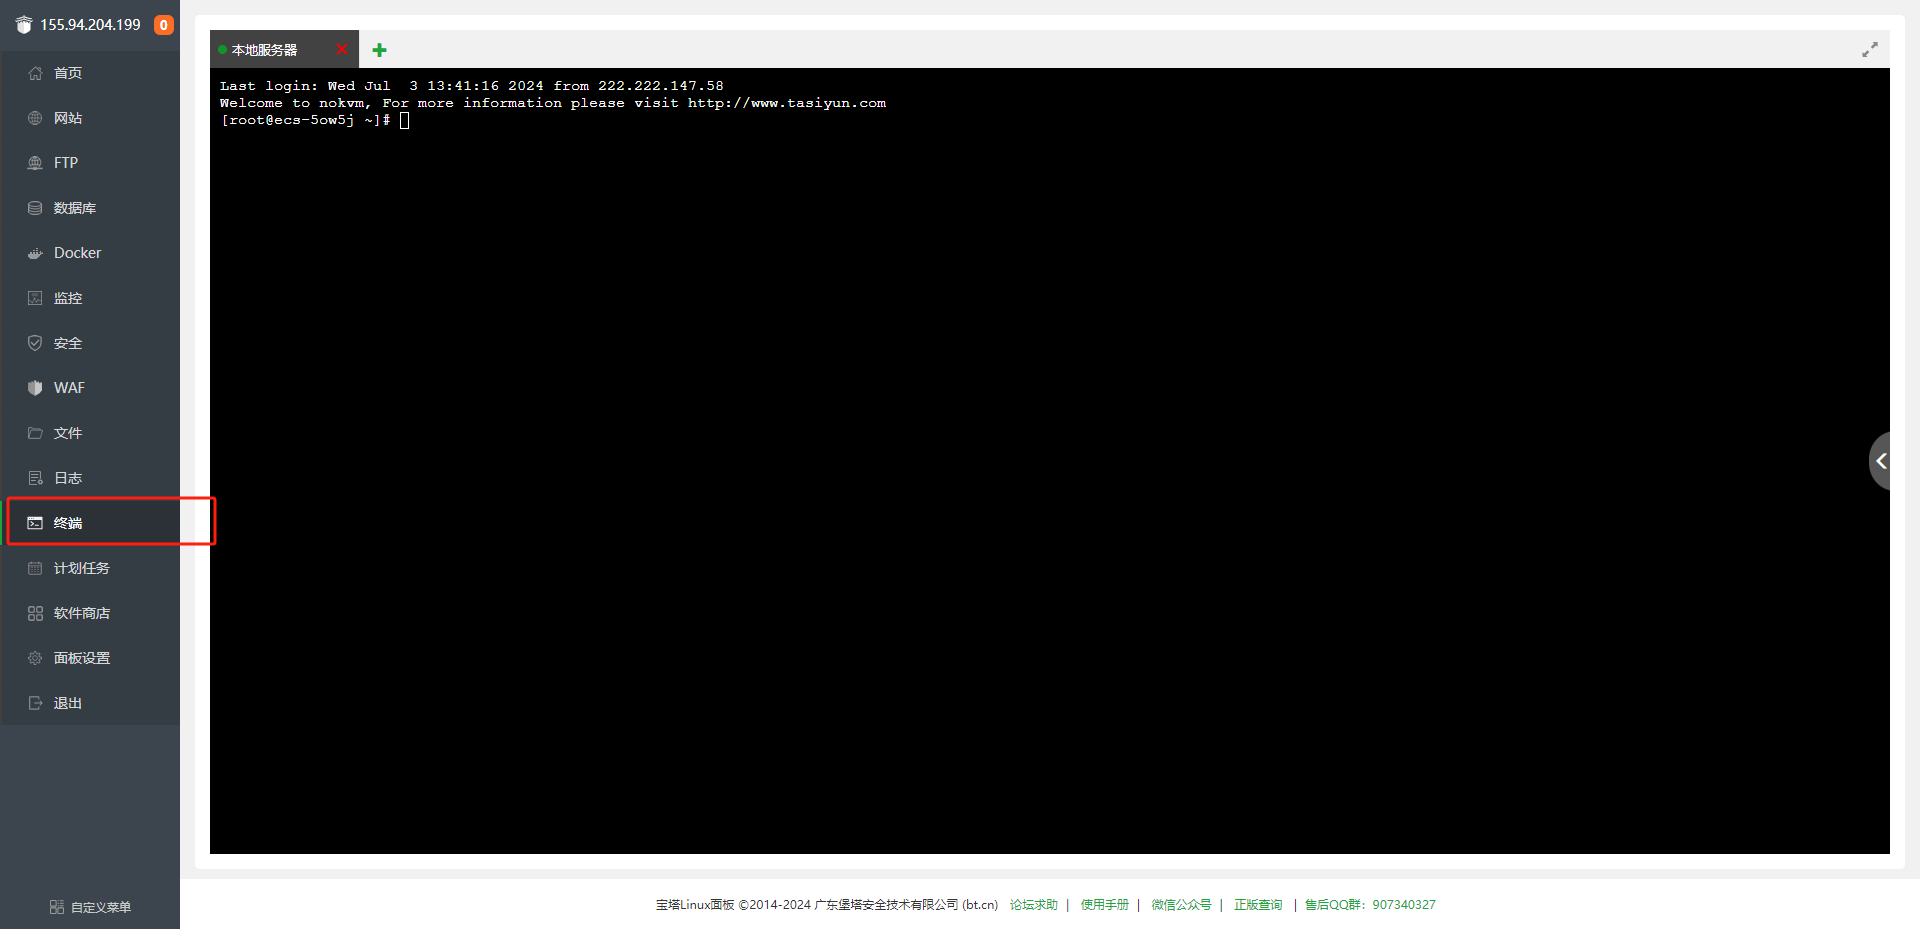 155.94.204.199 0
首页
网站
FTP
数据库
Docker
监控
安全
WAF
文件
日志
终端
计划任务
软件商店
面板设置
退出
自定义菜单
本地服务器
Last login: Wed Jul  3 13:41:16 2024 from 222.222.147.58
Welcome to nokvm, For more information please visit http://www.tasiyun.com
[root@ecs-5ow5j ~]#
宝塔Linux面板 ©2014-2024 广东堡塔安全技术有限公司 (bt.cn) 论坛求助 | 使用手册 | 微信公众号 | 正版查询 | 售后QQ群：907340327